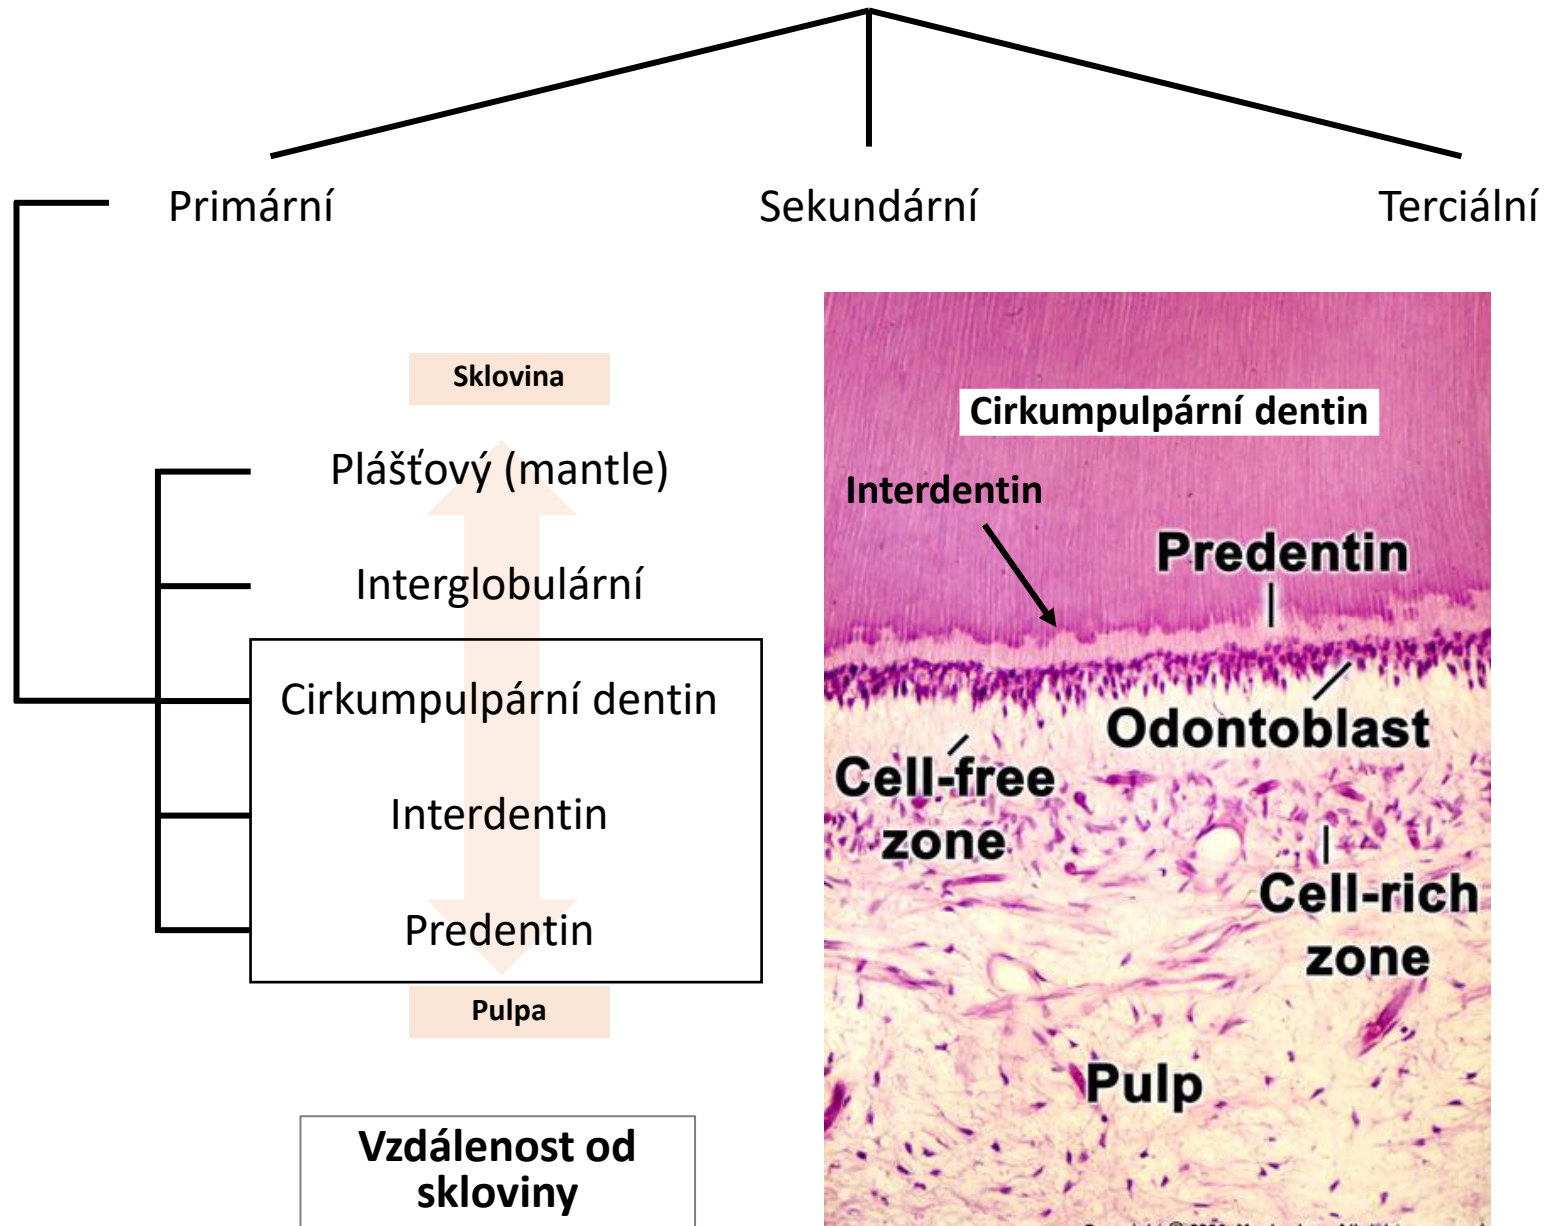 Primární
Sekundární
Terciální
Sklovina
Plášťový (mantle)
Interglobulární
Cirkumpulpární dentin
Interdentin
Predentin
Pulpa
Vzdálenost od
skloviny
Cirkumpulpární dentin
Interdentin
Predentin
Odontoblast
Cell-free
zone
Cell-rich
zone
Pulp